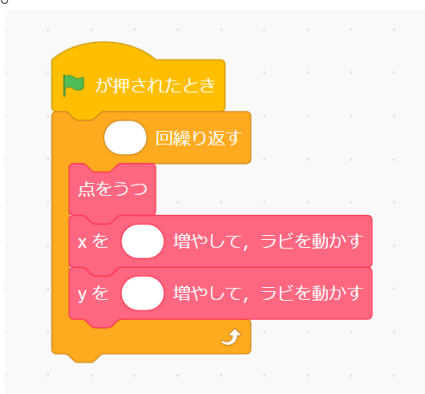 。
が押されたとき
回繰り返す
点をうつ
xを 増やして，ラビを動かす
yを 増やして，ラビを動かす